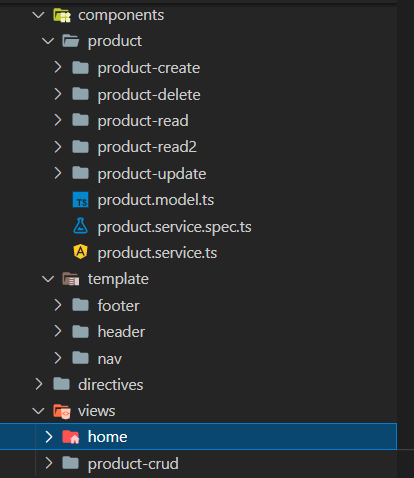 components
product
product-create
product-delete
product-read
product-read2
product-update
TS product.model.ts
product.service.spec.ts
product.service.ts
template
footer
header
nav
directives
views
home
product-crud